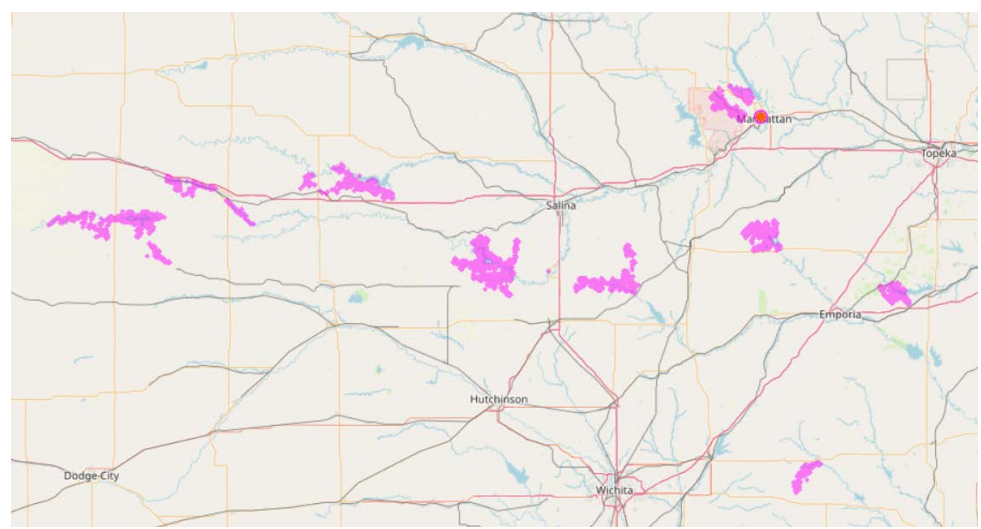 Manhattan
Topeka
Salina
Emporia
Hutchinson
Dodge City
Wichita